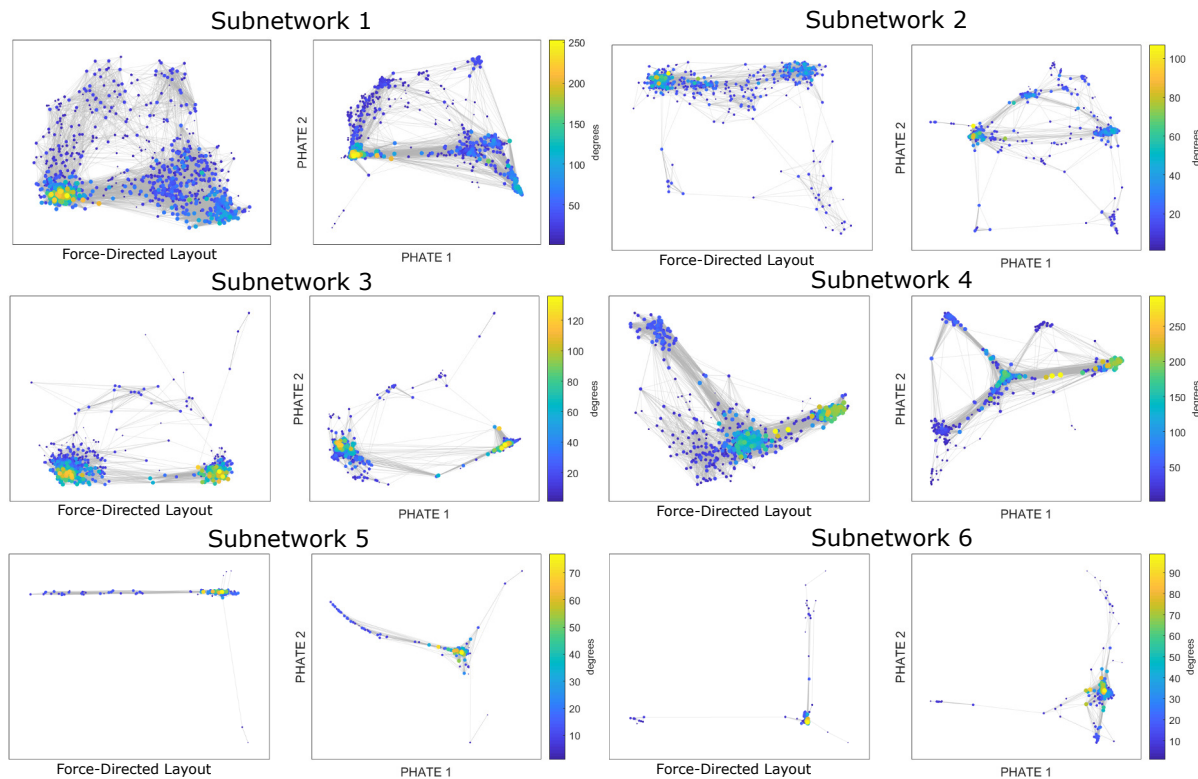 Subnetwork 1
PHATE 2
250
200
150
100
50
degrees
Force-Directed Layout
PHATE 1
Subnetwork 2
PHATE 2
100
80
60
40
20
degrees
Force-Directed Layout
PHATE 1
Subnetwork 3
PHATE 2
120
100
80
60
40
20
degrees
Force-Directed Layout
PHATE 1
Subnetwork 4
PHATE 2
250
200
150
100
50
degrees
Force-Directed Layout
PHATE 1
Subnetwork 5
PHATE 2
70
60
50
40
30
20
10
degrees
Force-Directed Layout
PHATE 1
Subnetwork 6
PHATE 2
90
80
70
60
50
40
30
20
10
degrees
Force-Directed Layout
PHATE 1